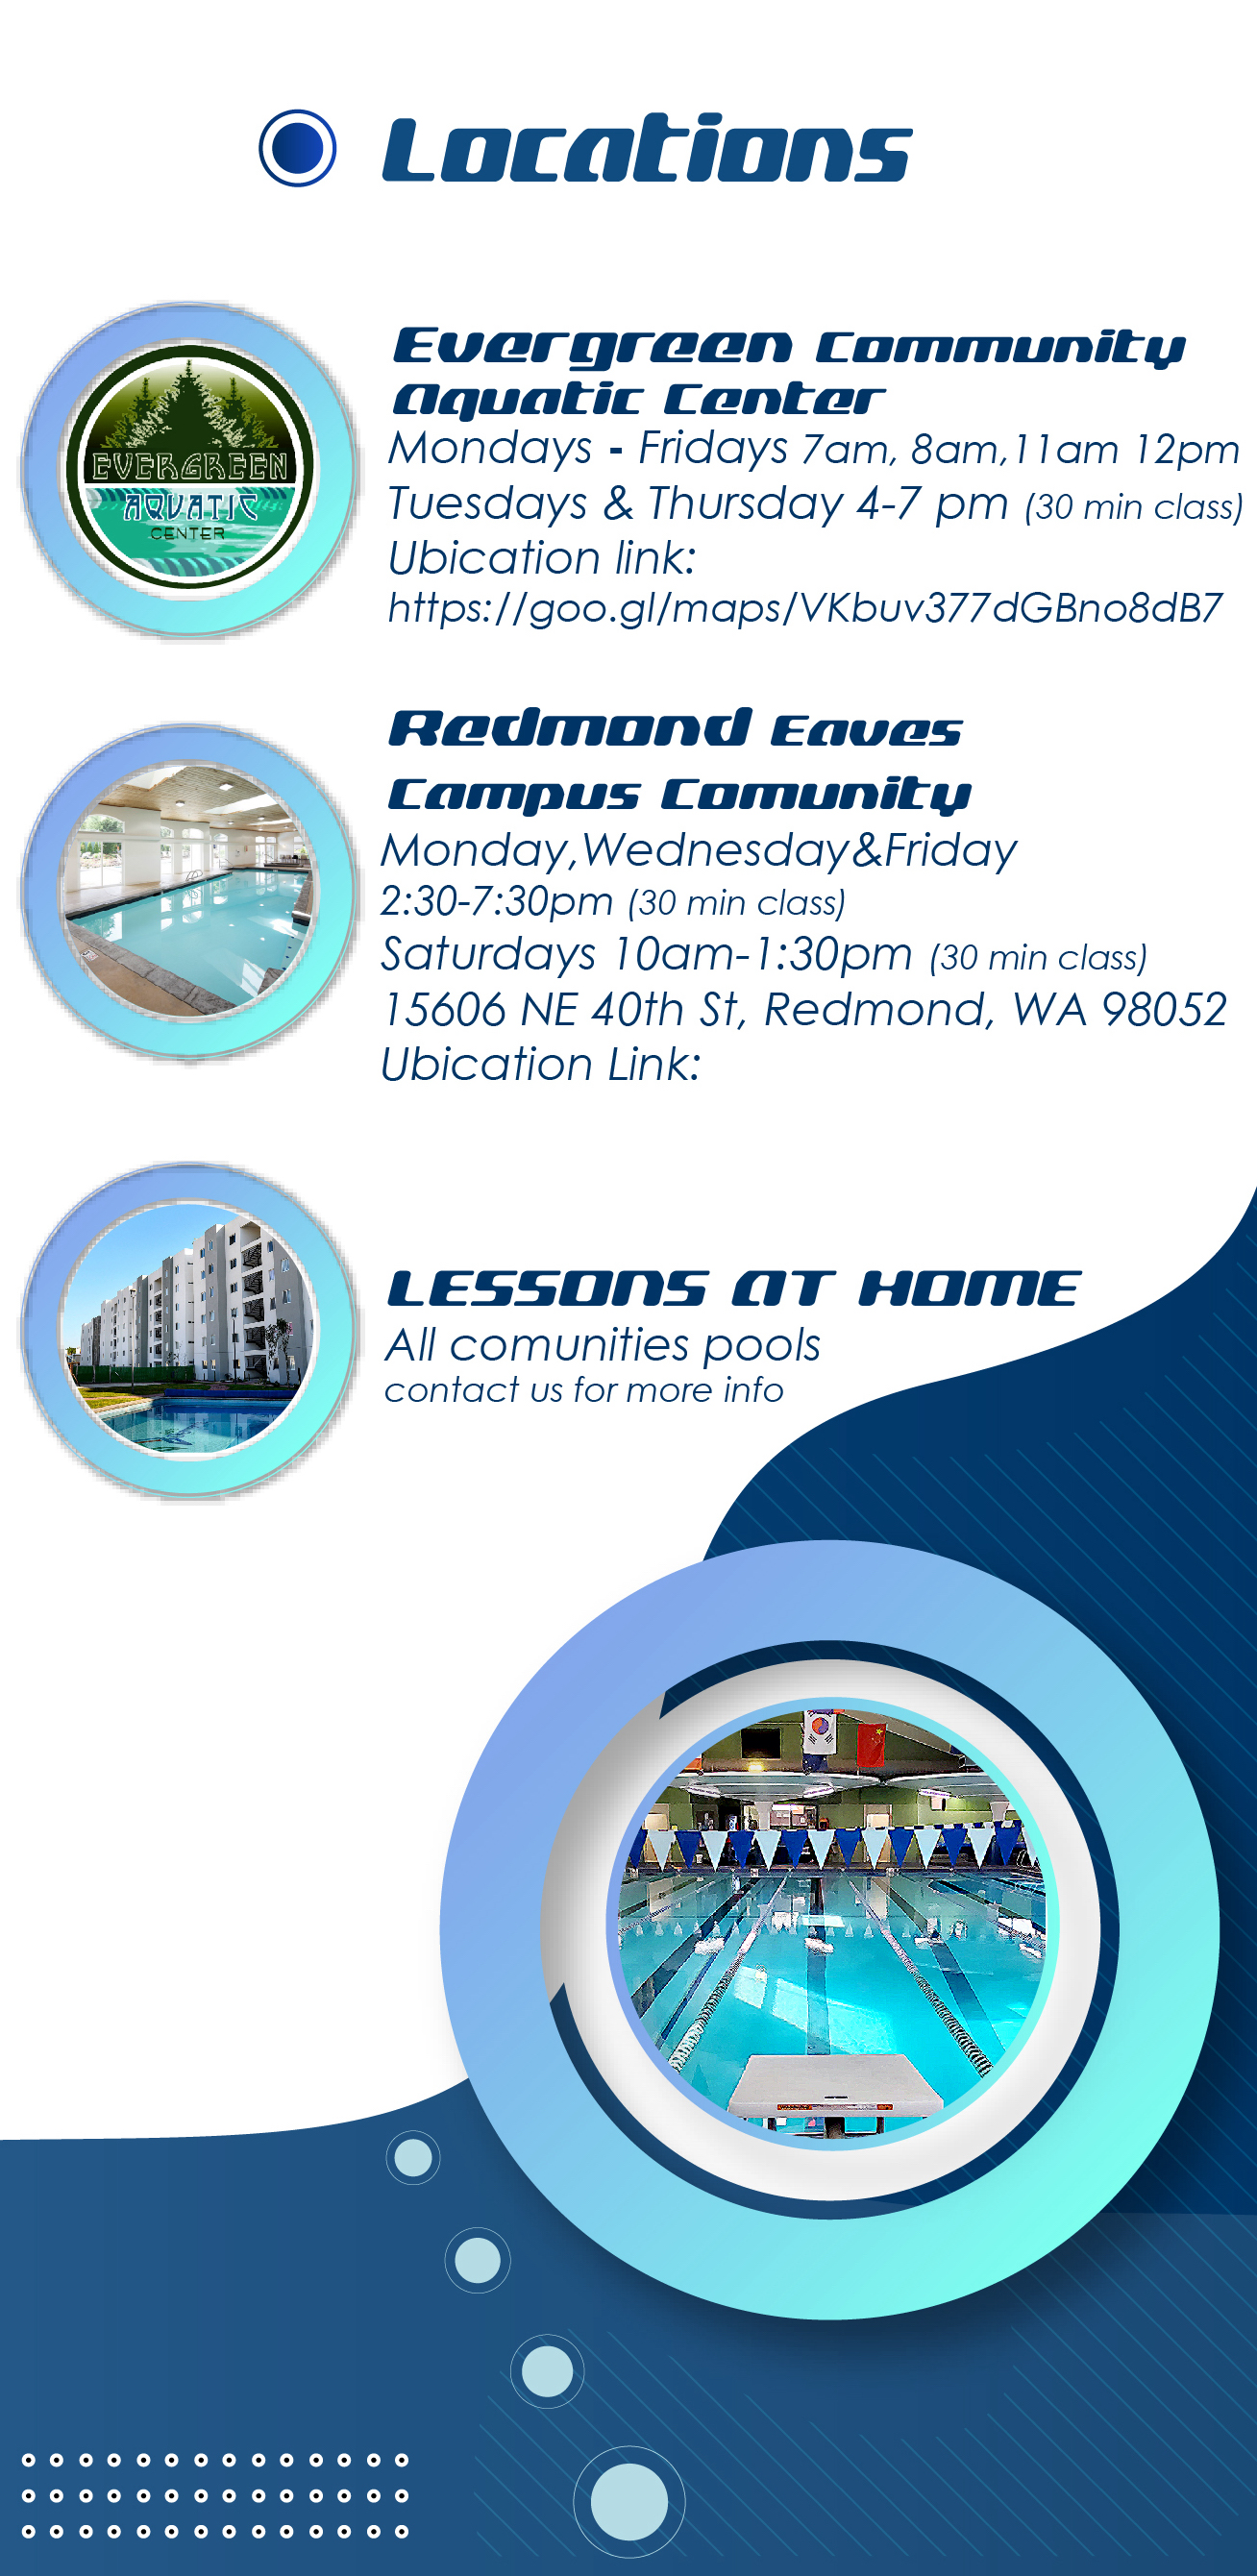 Locations
Evergreen Community
Aquatic Center
Mondays - Fridays 7am, 8am,11am 12pm
Tuesdays & Thursday 4-7 pm (30 min class)
Ubication link:
https://goo.gl/maps/VKbuv377dGBno8dB7
EVERGREEN
AQUATIC
CENTER
Redmond Eaves
Campus Comunity
Monday,Wednesday&Friday
2:30-7:30pm (30 min class)
Saturdays 10am-1:30pm (30 min class)
15606 NE 40th St, Redmond, WA 98052
Ubication Link:
LESSONS AT HOME
All comunities pools
contact us for more info